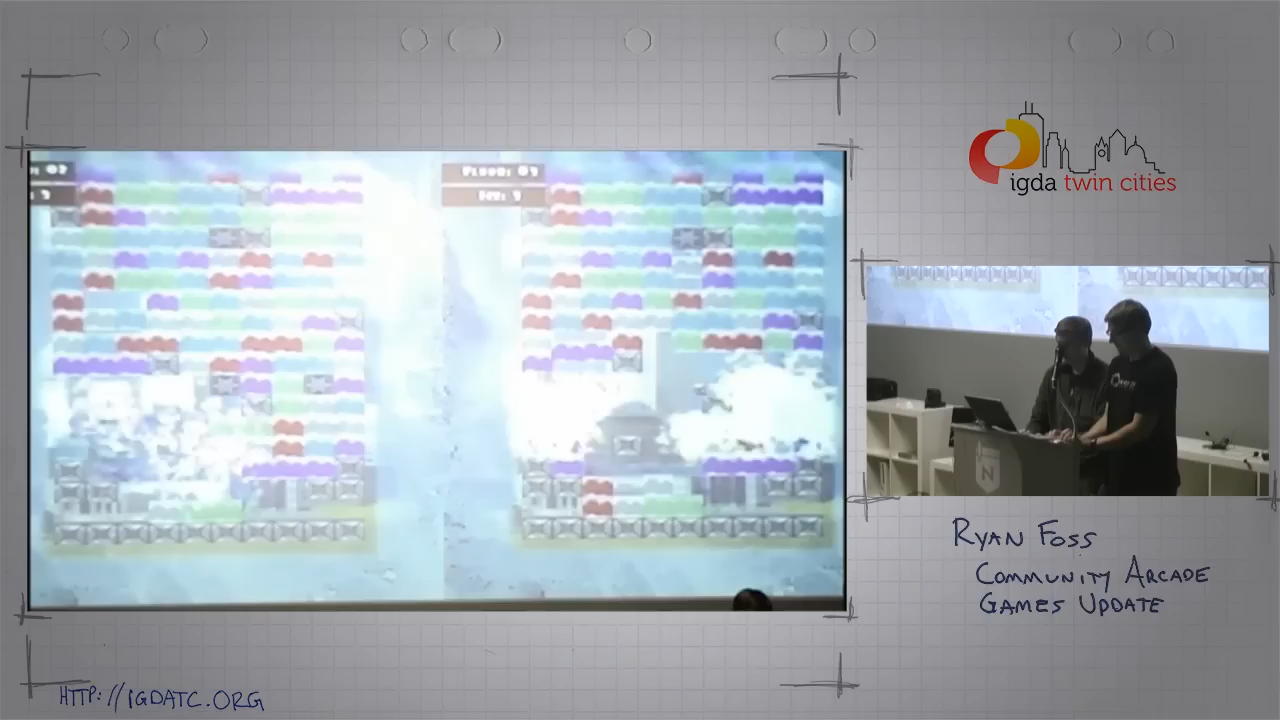 igda twin cities
RYAN FOSS
COMMUNITY ARCADE
GAMES UPDATE
N
HTTP://IGDATC.ORG